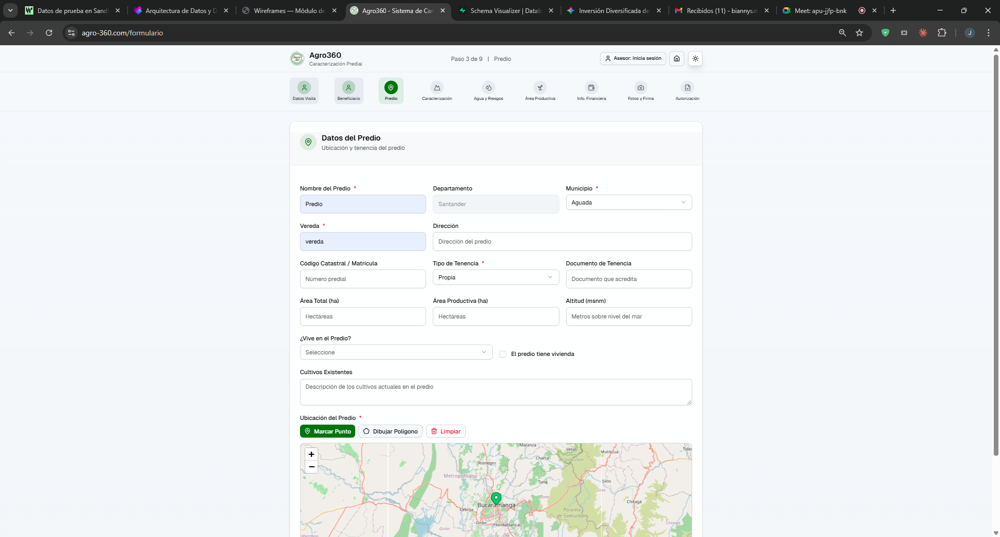 Datos de prueba en Sand
Arquitectura de Datos y D
Wireframes — Módulo de
Agro360 - Sistema de Car
Schema Visualizer | Datab
Inversión Diversificada de
Recibidos (11) - biannys.m
Meet: apu-jjfp-bnk
agro-360.com/formulario
J
Agro360
Caracterización Predial
Paso 3 de 9 | Predio
Asesor: Inicia sesión
Datos Visita
Beneficiario
Predio
Caracterización
Agua y Riesgos
Área Productiva
Info. Financiera
Fotos y Firma
Autorización
Datos del Predio
Ubicación y tenencia del predio
Nombre del Predio *
Departamento
Municipio *
Predio
Santander
Aguada
Vereda *
Dirección
vereda
Dirección del predio
Código Catastral / Matrícula
Tipo de Tenencia *
Documento de Tenencia
Número predial
Propia
Documento que acredita
Área Total (ha)
Área Productiva (ha)
Altitud (msnm)
Hectáreas
Hectáreas
Metros sobre nivel del mar
¿Vive en el Predio?
Seleccione
El predio tiene vivienda
Cultivos Existentes
Descripción de los cultivos actuales en el predio
Ubicación del Predio *
Marcar Punto
Dibujar Poligono
Limpiar
+
−
Matanza
Vetas
Mutiscua
Toled
Charta
Páramo de Santurbán
Rionegro
Metropolitana
Tona
Silos
Silos
Tona
Bucaramanga
Chitagá
Lebrija
Páramo de Santurbán
Girón
Floridablanca
Girón
Chitagá